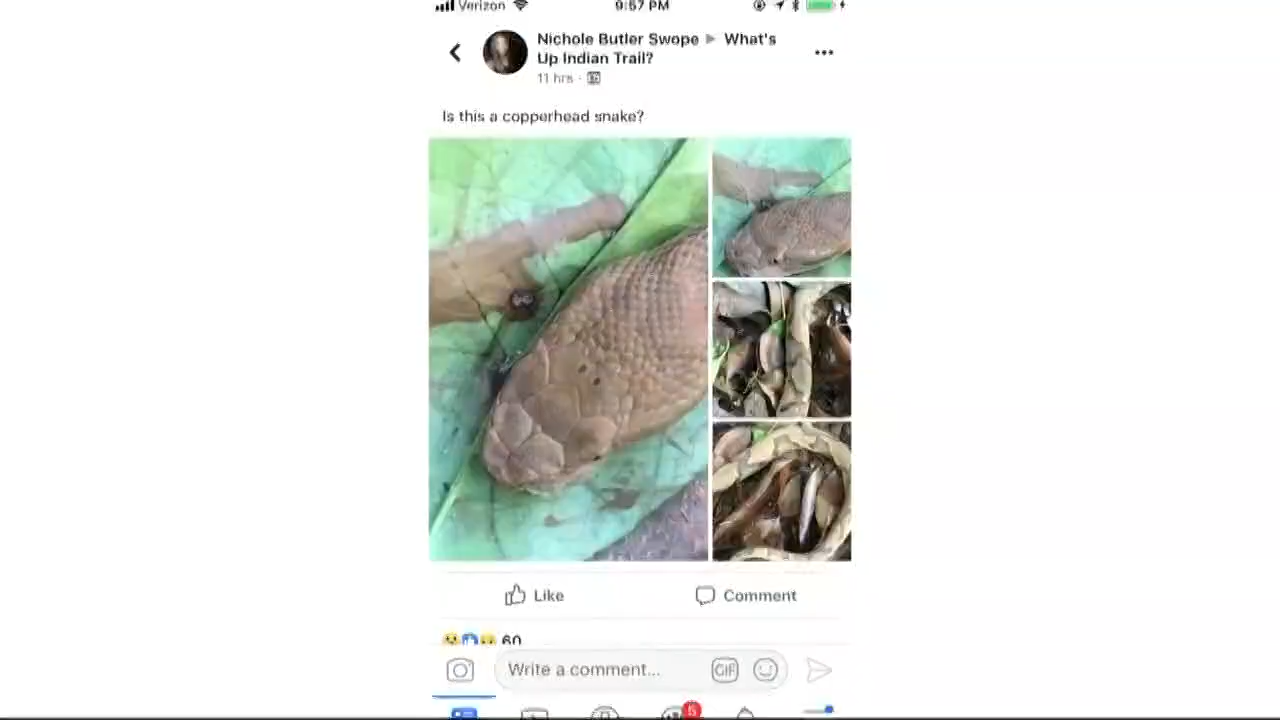 Verizon
9:57 PM
Nichole Butler Swope ▶ What's
Up Indian Trail?
11 hrs ·
Is this a copperhead snake?
Like
Comment
60
Write a comment...
GIF